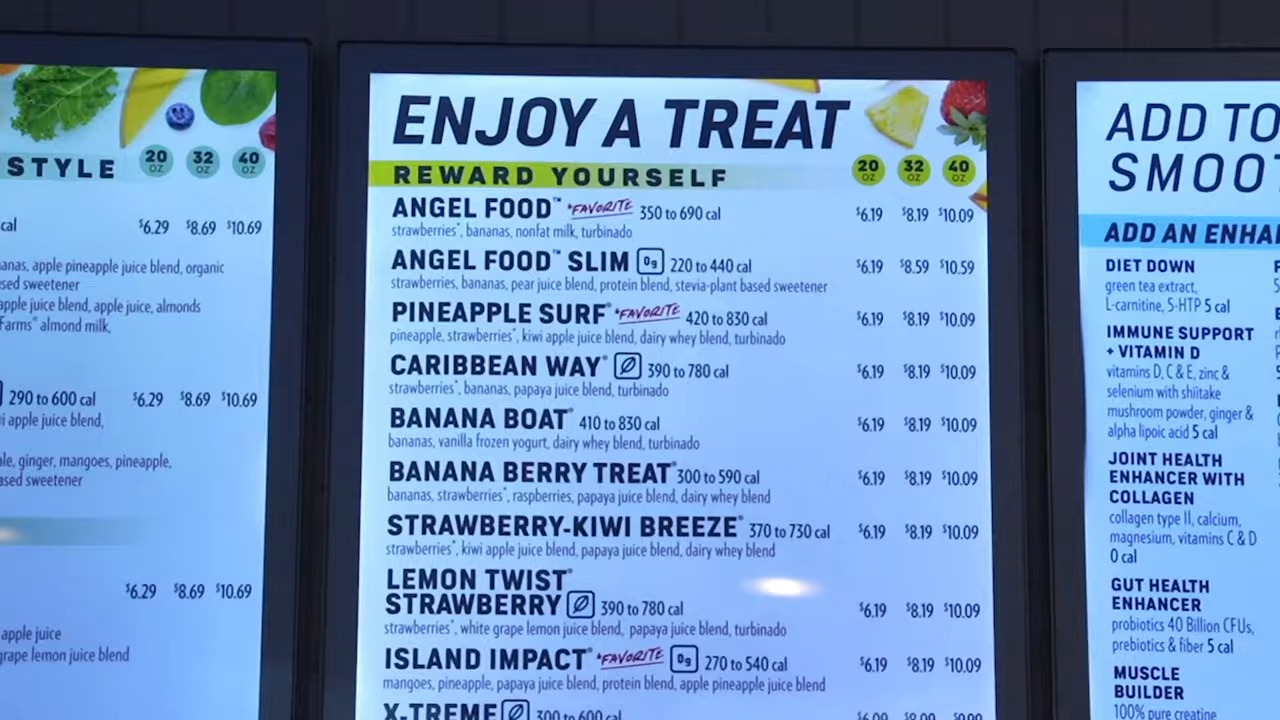 STYLE 20 OZ 32 OZ 40 OZ
cal $6.29 $8.69 $10.69
apple pineapple juice blend, organic
based sweetener
apple juice blend, apple juice, almonds
Farms® almond milk,
290 to 600 cal $6.29 $8.69 $10.69
apple juice blend,
ginger, mangoes, pineapple,
based sweetener
$6.29 $8.69 $10.69
apple juice
grape lemon juice blend
ENJOY A TREAT
REWARD YOURSELF 20 OZ 32 OZ 40 OZ
ANGEL FOOD™ *FAVORITE 350 to 690 cal $6.19 $8.19 $10.09
strawberries*, bananas, nonfat milk, turbinado
ANGEL FOOD™ SLIM 0g 220 to 440 cal $6.19 $8.59 $10.59
strawberries, bananas, pear juice blend, protein blend, stevia-plant based sweetener
PINEAPPLE SURF® *FAVORITE 420 to 830 cal $6.19 $8.19 $10.09
pineapple, strawberries*, kiwi apple juice blend, dairy whey blend, turbinado
CARIBBEAN WAY® 390 to 780 cal $6.19 $8.19 $10.09
strawberries*, bananas, papaya juice blend, turbinado
BANANA BOAT® 410 to 830 cal $6.19 $8.19 $10.09
bananas, vanilla frozen yogurt, dairy whey blend, turbinado
BANANA BERRY TREAT® 300 to 590 cal $6.19 $8.19 $10.09
bananas, strawberries*, raspberries, papaya juice blend, dairy whey blend
STRAWBERRY-KIWI BREEZE® 370 to 730 cal $6.19 $8.19 $10.09
strawberries*, kiwi apple juice blend, papaya juice blend, dairy whey blend
LEMON TWIST®
STRAWBERRY 390 to 780 cal $6.19 $8.19 $10.09
strawberries*, white grape lemon juice blend, papaya juice blend, turbinado
ISLAND IMPACT® *FAVORITE 0g 270 to 540 cal $6.19 $8.19 $10.09
mangoes, pineapple, papaya juice blend, protein blend, apple pineapple juice blend
X-TREME 300 to 600 cal
ADD TO
SMOO
ADD AN ENHA
DIET DOWN
green tea extract,
L-carnitine, 5-HTP 5 cal
IMMUNE SUPPORT
+ VITAMIN D
vitamins D, C & E, zinc &
selenium with shiitake
mushroom powder, ginger &
alpha lipoic acid 5 cal
JOINT HEALTH
ENHANCER WITH
COLLAGEN
collagen type II, calcium,
magnesium, vitamins C & D
0 cal
GUT HEALTH
ENHANCER
probiotics 40 Billion CFUs,
prebiotics & fiber 5 cal
MUSCLE
BUILDER
100% pure creatine